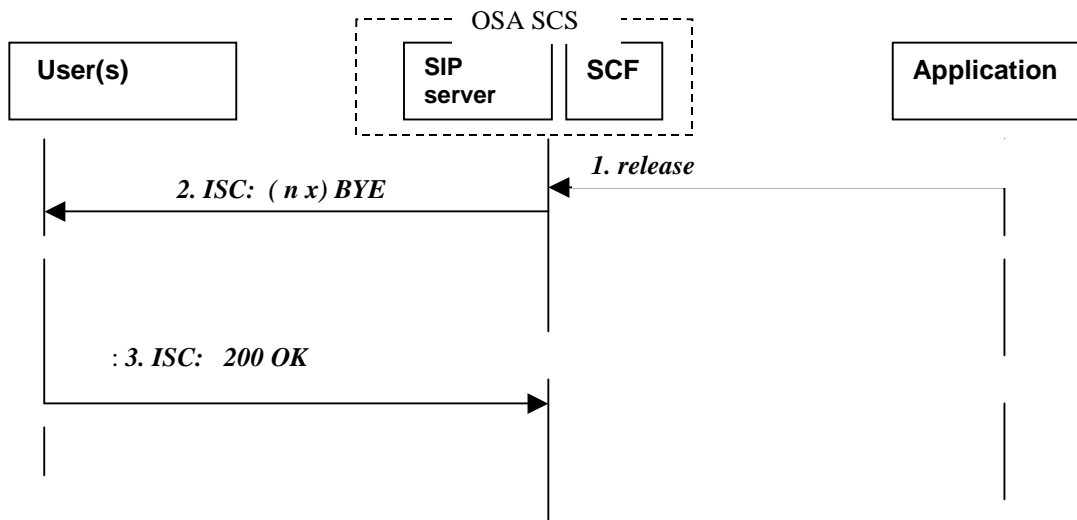 OSA SCS
User(s)
SIP
server
SCF
Application
1. release
2. ISC: ( n x) BYE
: 3. ISC: 200 OK